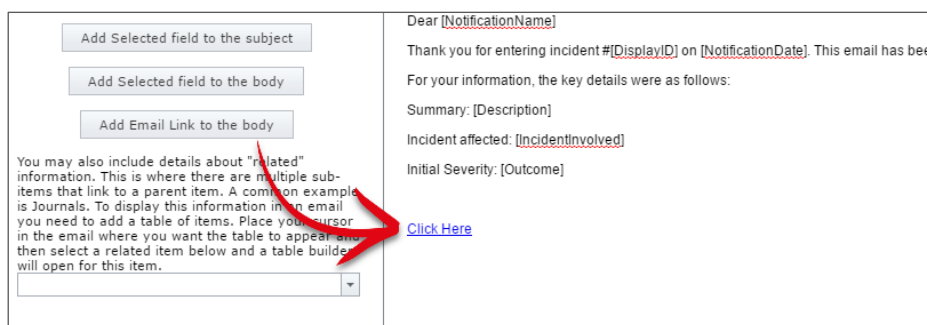 Add Selected field to the subject
Add Selected field to the body
Add Email Link to the body
You may also include details about "related"
information. This is where there are multiple sub-
items that link to a parent item. A common example
is Journals. To display this information in an email
you need to add a table of items. Place your cursor
in the email where you want the table to appear and
then select a related item below and a table builder
will open for this item.
Dear [NotificationName]
Thank you for entering incident #[DisplayID] on [NotificationDate]. This email has
For your information, the key details were as follows:
Summary: [Description]
Incident affected: [IncidentInvolved]
Initial Severity: [Outcome]
Click Here